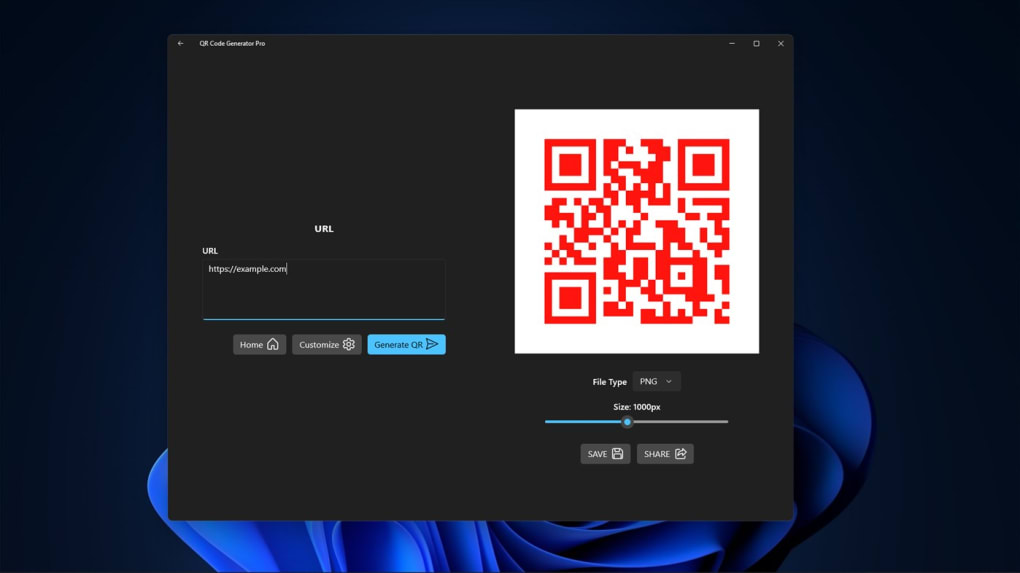 QR Code Generator Pro
URL
URL
https://example.com
Home
Customize
Generate QR
File Type
PNG
Size: 1000px
SAVE
SHARE